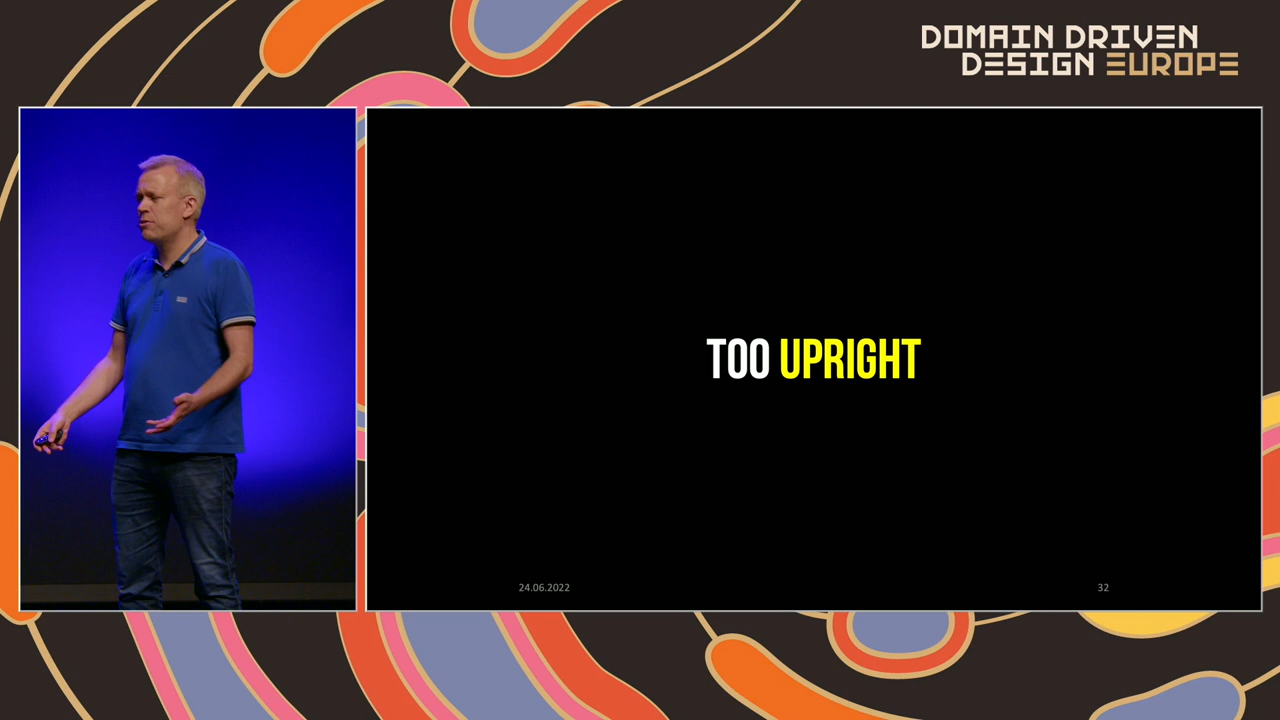 DOMAIN DRIVEN
DESIGN EUROPE
TOO UPRIGHT
24.06.2022
32